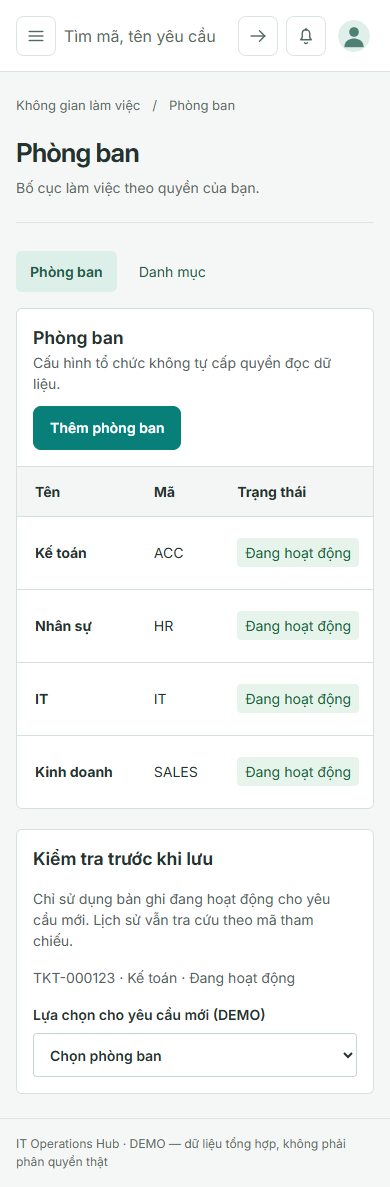 Tìm mã, tên yêu cầu
Không gian làm việc / Phòng ban
Phòng ban
Bố cục làm việc theo quyền của bạn.
Phòng ban Danh mục
Phòng ban
Cấu hình tổ chức không tự cấp quyền đọc dữ
liệu.
Thêm phòng ban
Tên Mã Trạng thái
Kế toán ACC Đang hoạt động
Nhân sự HR Đang hoạt động
IT IT Đang hoạt động
Kinh doanh SALES Đang hoạt động
Kiểm tra trước khi lưu
Chỉ sử dụng bản ghi đang hoạt động cho yêu
cầu mới. Lịch sử vẫn tra cứu theo mã tham
chiếu.
TKT-000123 · Kế toán · Đang hoạt động
Lựa chọn cho yêu cầu mới (DEMO)
Chọn phòng ban
IT Operations Hub · DEMO — dữ liệu tổng hợp, không phải
phân quyền thật